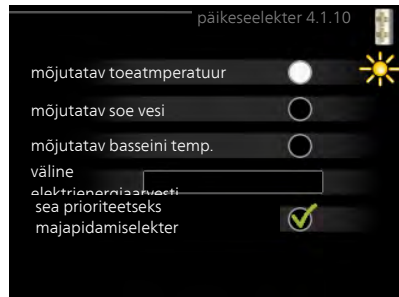 päikeseelekter 4.1.10
mõjutatav toeatmperatuur
mõjutatav soe vesi
mõjutatav basseini temp.
väline
elektrienergiaarvesti
sea prioriteetseks
majapidamiselekter